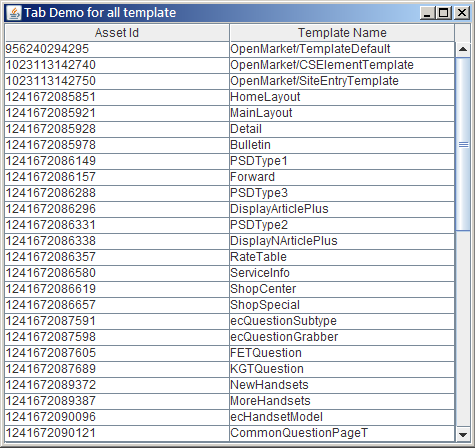 Tab Demo for all template
Asset Id Template Name
956240294295 OpenMarket/TemplateDefault
1023113142740 OpenMarket/CSElementTemplate
1023113142750 OpenMarket/SiteEntryTemplate
1241672085851 HomeLayout
1241672085921 MainLayout
1241672085928 Detail
1241672085978 Bulletin
1241672086149 PSDType1
1241672086157 Forward
1241672086288 PSDType3
1241672086296 DisplayArticlePlus
1241672086331 PSDType2
1241672086338 DisplayNArticlePlus
1241672086357 RateTable
1241672086580 ServiceInfo
1241672086619 ShopCenter
1241672086657 ShopSpecial
1241672087591 ecQuestionSubtype
1241672087598 ecQuestionGrabber
1241672087605 FETQuestion
1241672087689 KGTQuestion
1241672089372 NewHandsets
1241672089387 MoreHandsets
1241672090096 ecHandsetModel
1241672090121 CommonQuestionPageT